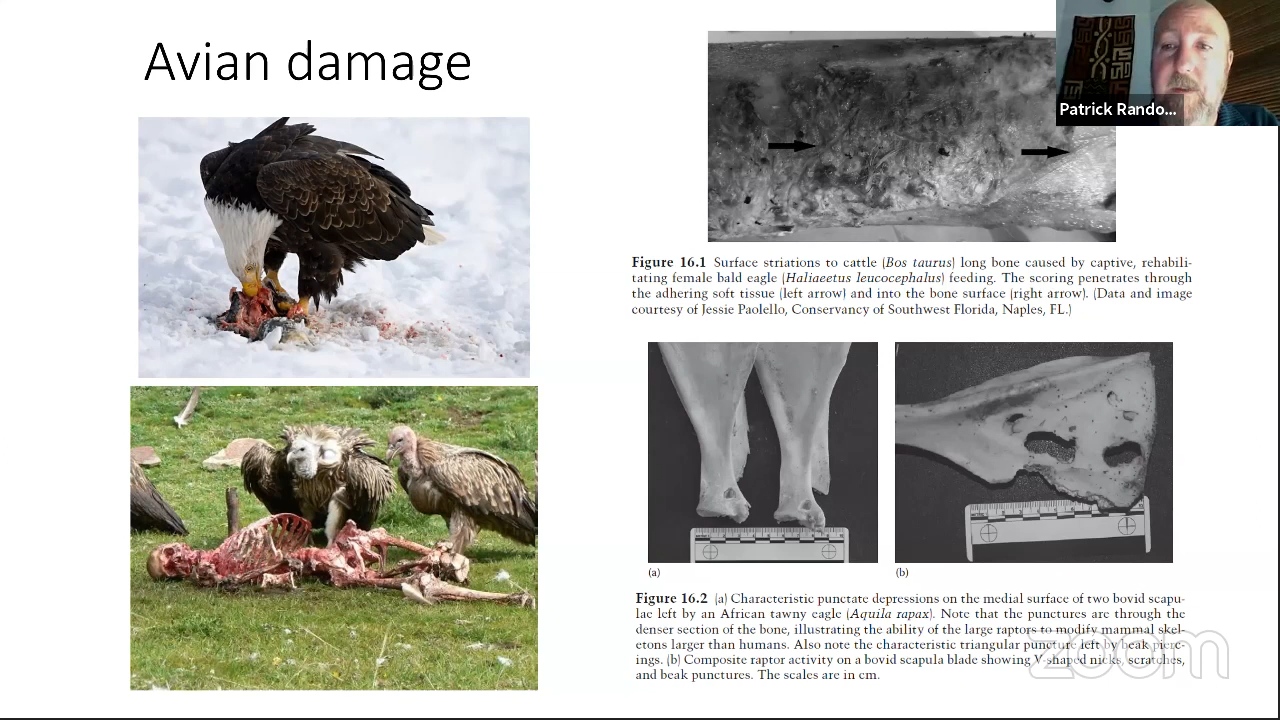 Avian damage
Patrick Rando...
Figure 16.1 Surface striations to cattle (Bos taurus) long bone caused by captive, rehabili-
tating female bald eagle (Haliaeetus leucocephalus) feeding. The scoring penetrates through
the adhering soft tissue (left arrow) and into the bone surface (right arrow). (Data and image
courtesy of Jessie Paolello, Conservancy of Southwest Florida, Naples, FL.)
(a)
(b)
Figure 16.2 (a) Characteristic punctate depressions on the medial surface of two bovid scapu-
lae left by an African tawny eagle (Aquila rapax). Note that the punctures are through the
denser section of the bone, illustrating the ability of the large raptors to modify mammal skel-
etons larger than humans. Also note the characteristic triangular puncture left by beak pierc-
ings. (b) Composite raptor activity on a bovid scapula blade showing V-shaped nicks, scratches,
and beak punctures. The scales are in cm.
zoom